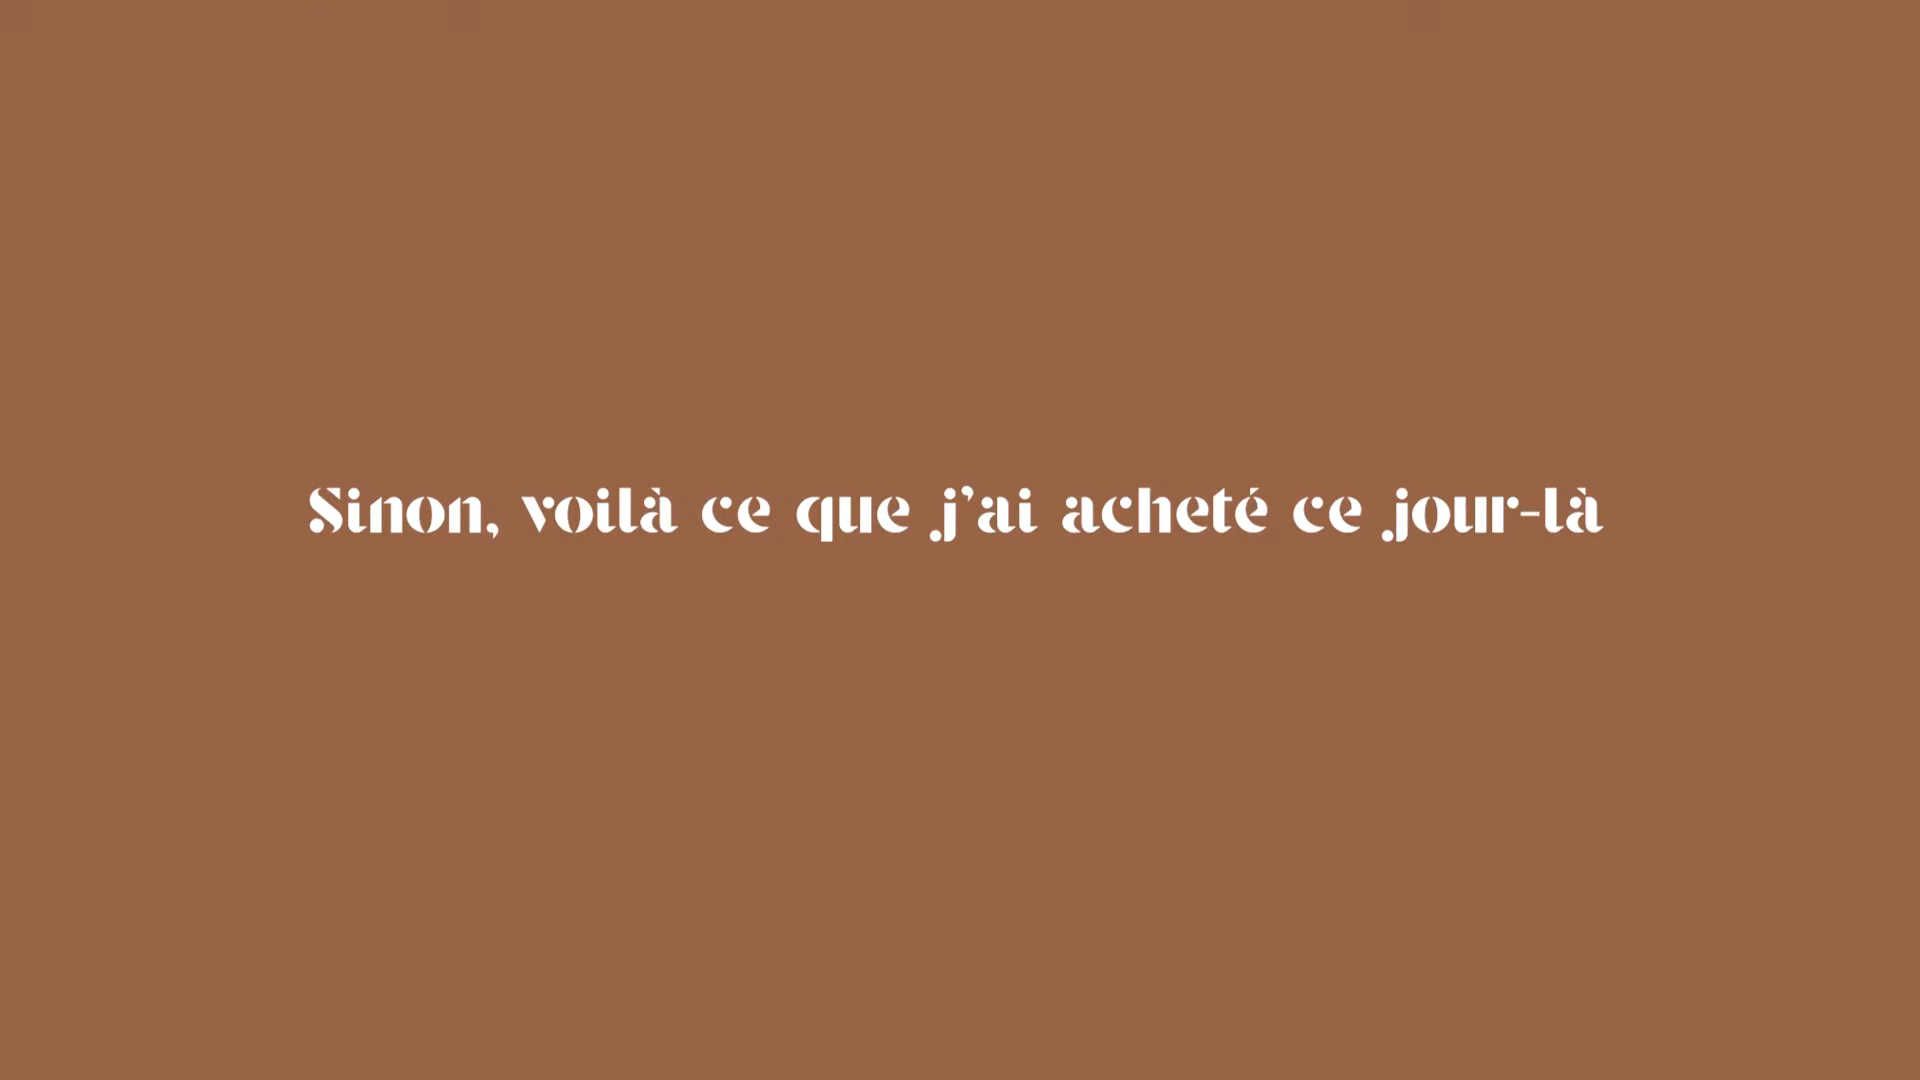 Sinon, voilà ce que j’ai acheté ce jour-là